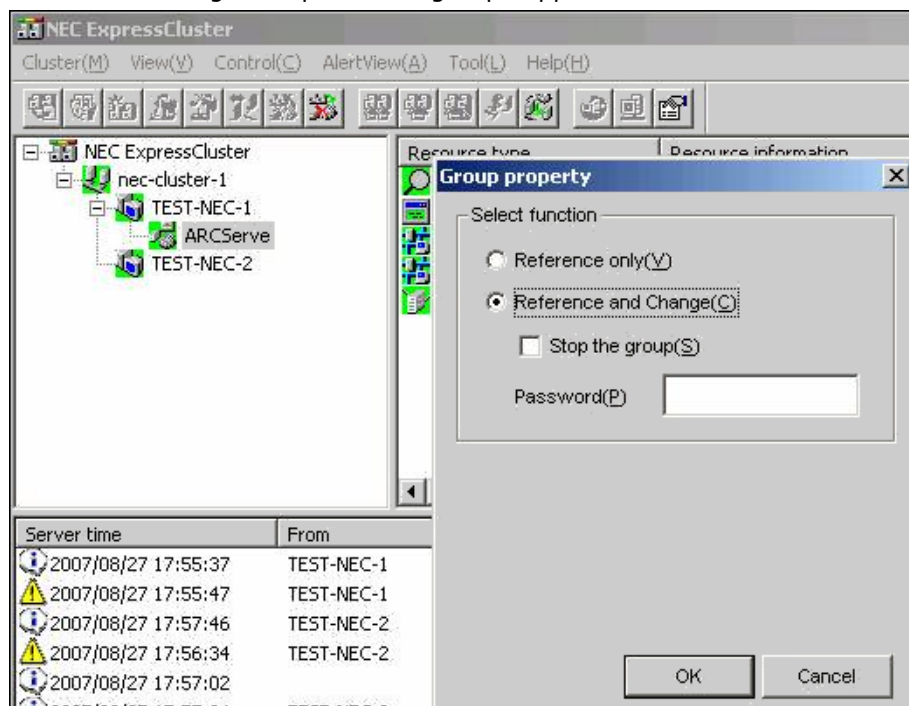 NEC ExpressCluster
Cluster(M) View(V) Control(C) AlertView(A) Tool(L) Help(H)
NEC ExpressCluster
nec-cluster-1
TEST-NEC-1
ARCServe
TEST-NEC-2
Resource type Resource information
Group property
Select function
Reference only(V)
Reference and Change(C)
Stop the group(S)
Password(P)
Server time From
2007/08/27 17:55:37 TEST-NEC-1
2007/08/27 17:55:47 TEST-NEC-1
2007/08/27 17:57:46 TEST-NEC-2
2007/08/27 17:56:34 TEST-NEC-2
2007/08/27 17:57:02
OK Cancel